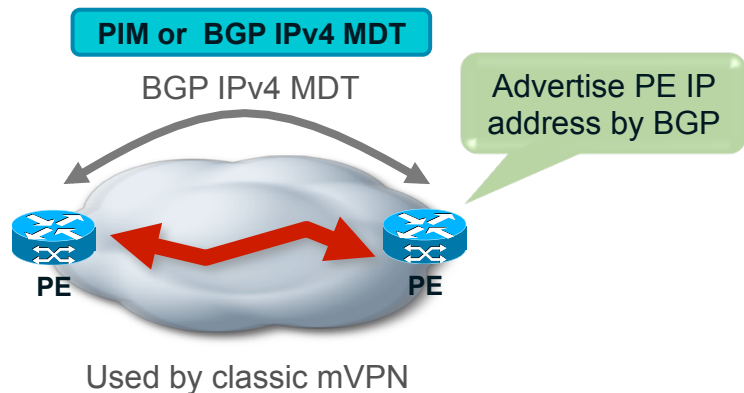 PIM or BGP IPv4 MDT
BGP IPv4 MDT
Advertise PE IP
address by BGP
PE
PE
Used by classic mVPN